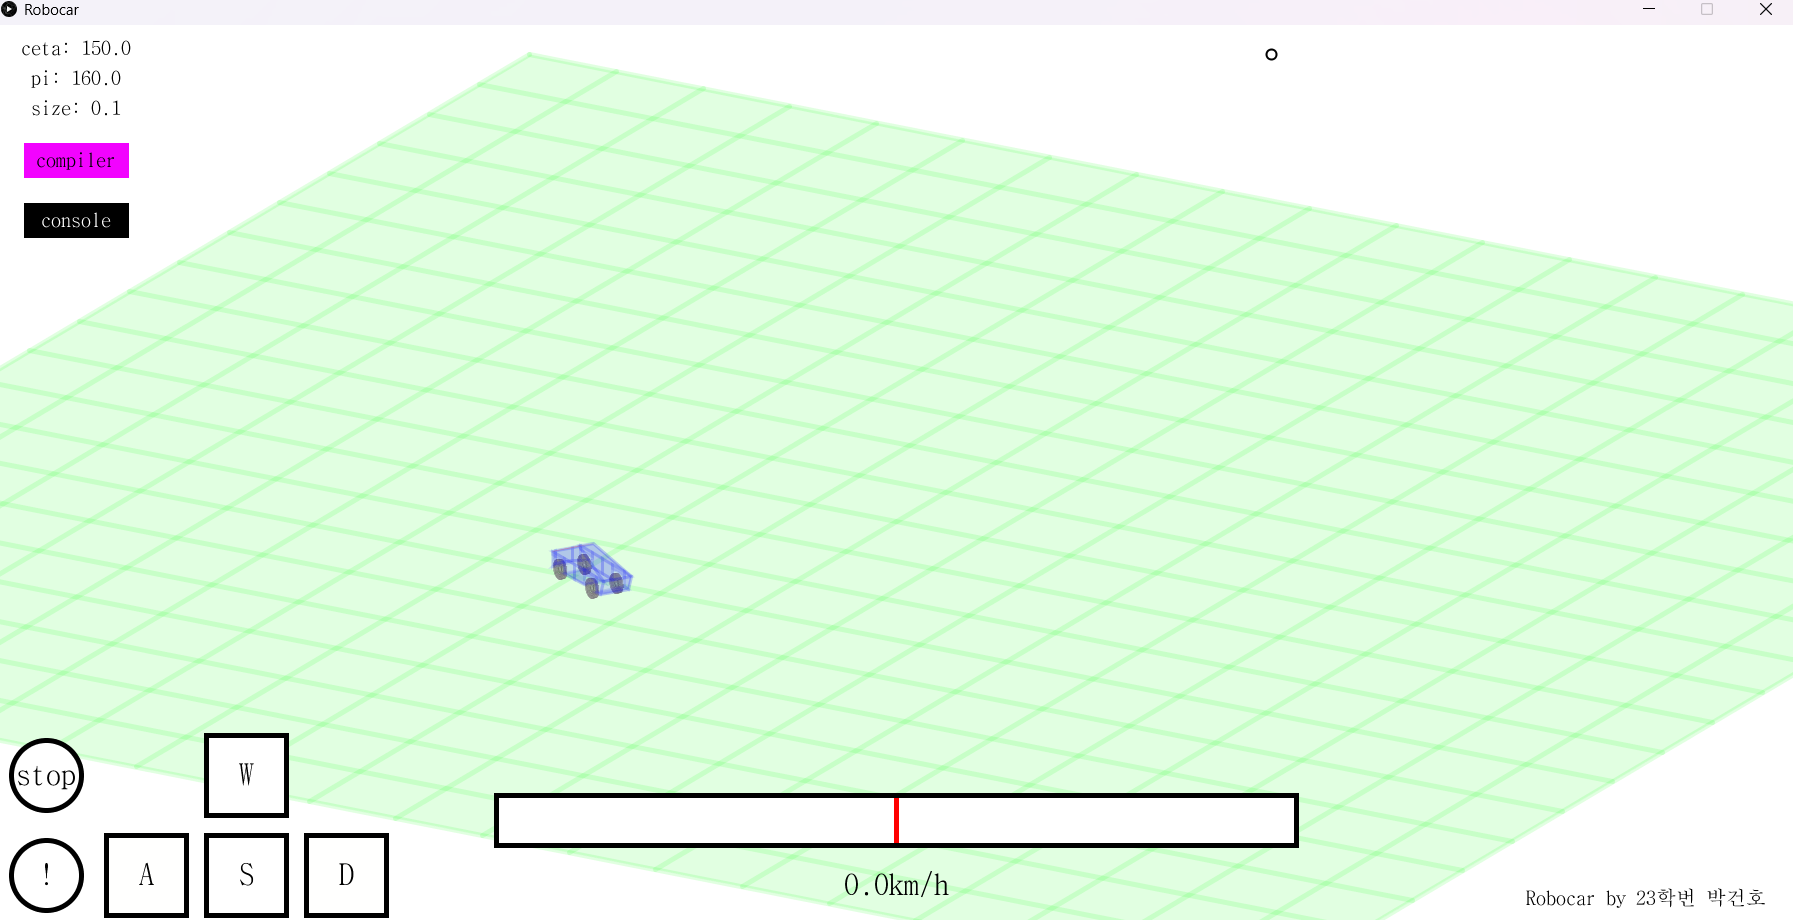 Robocar
ceta: 150.0
pi: 160.0
size: 0.1
compiler
console
stop
W
!
A
S
D
0.0km/h
Robocar by 23학번 박건호